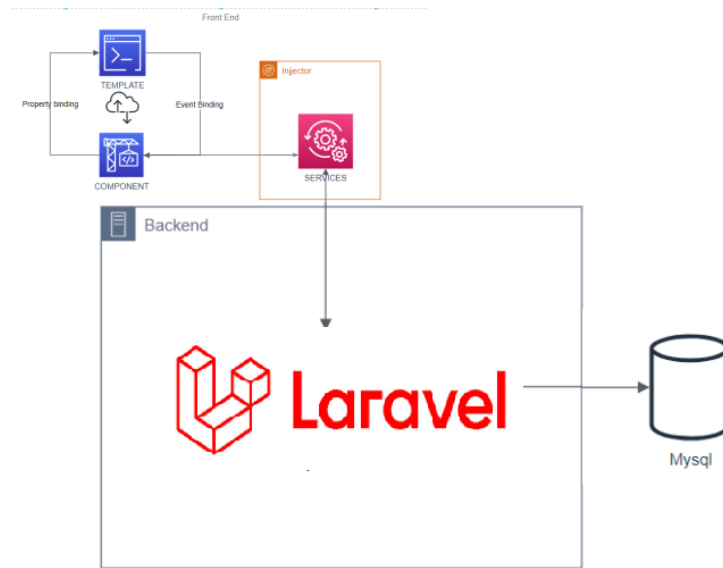 Front End
Injector
TEMPLATE
Property binding
Event Binding
COMPONENT
SERVICES
Backend
Laravel
Mysql